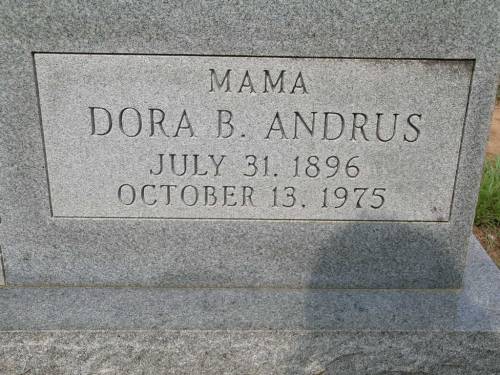 MAMA
DORA B. ANDRUS
JULY 31. 1896
OCTOBER 13. 1975